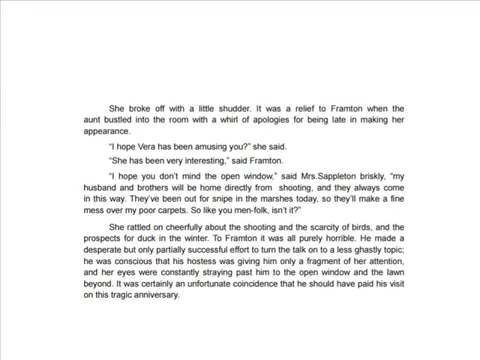 She broke off with a little shudder. It was a relief to Framton when the
aunt bustled into the room with a whirl of apologies for being late in making her
appearance.
“I hope Vera has been amusing you?” she said.
“She has been very interesting,” said Framton.
“I hope you don’t mind the open window,” said Mrs.Sappleton briskly, “my
husband and brothers will be home directly from shooting, and they always come
in this way. They’ve been out for snipe in the marshes today, so they’ll make a fine
mess over my poor carpets. So like you men-folk, isn’t it?”
She rattled on cheerfully about the shooting and the scarcity of birds, and the
prospects for duck in the winter. To Framton it was all purely horrible. He made a
desperate but only partially successful effort to turn the talk on to a less ghastly topic;
he was conscious that his hostess was giving him only a fragment of her attention,
and her eyes were constantly straying past him to the open window and the lawn
beyond. It was certainly an unfortunate coincidence that he should have paid his visit
on this tragic anniversary.